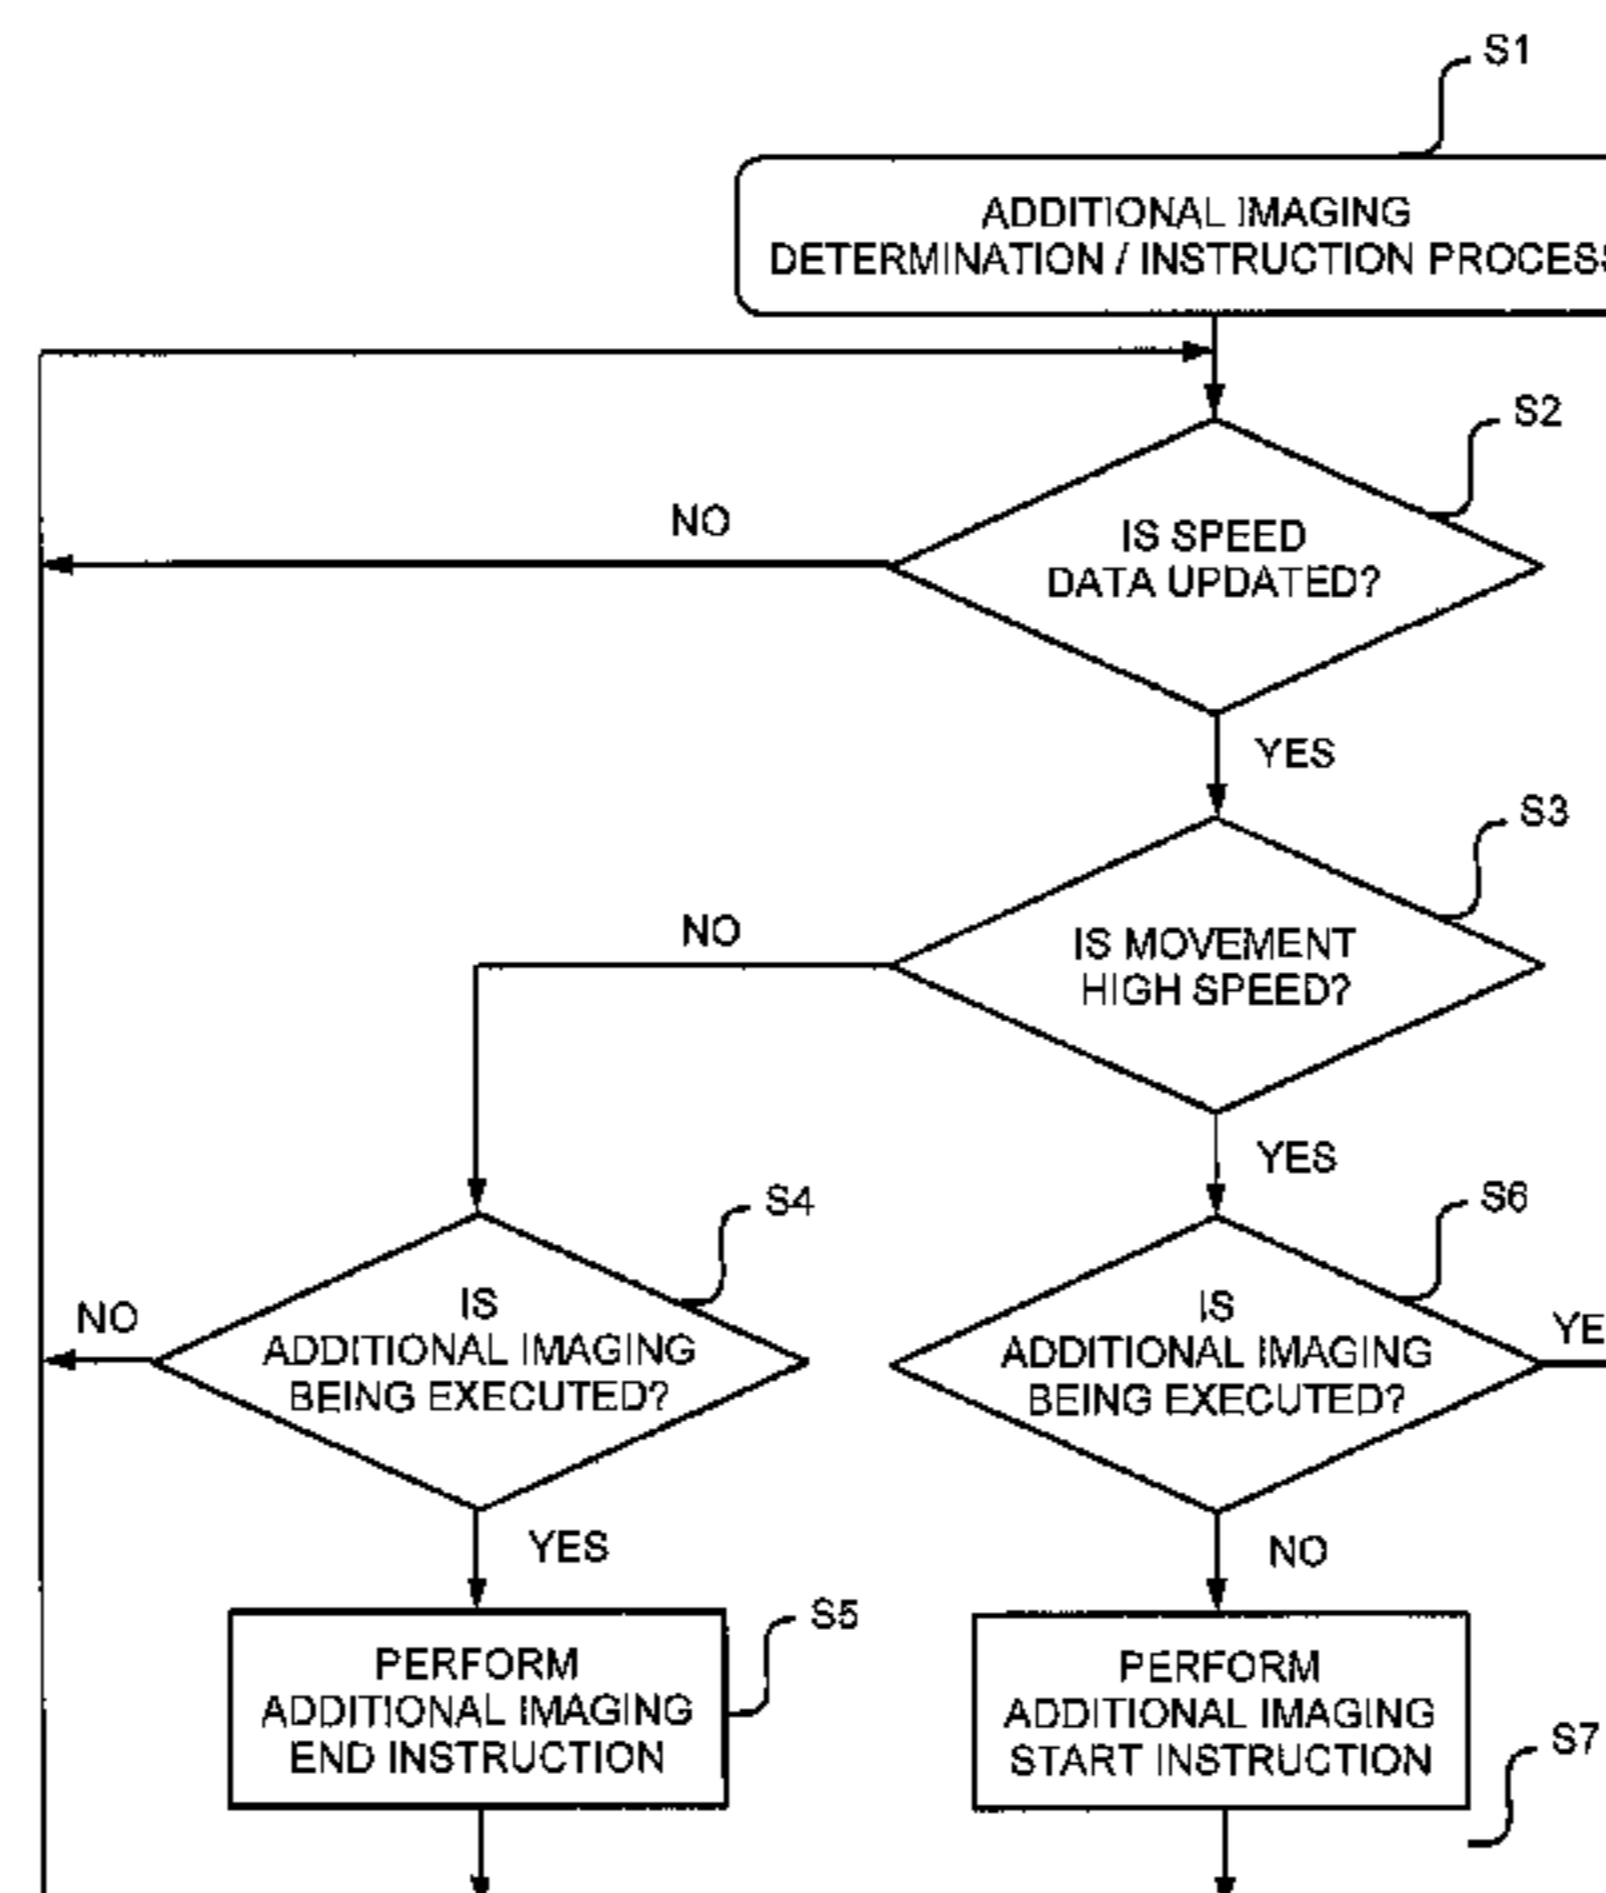 S1
ADDITIONAL IMAGING
DETERMINATION / INSTRUCTION PROCESS
S2
NO
IS SPEED
DATA UPDATED?
YES
S3
NO
IS MOVEMENT
HIGH SPEED?
YES
S4
S6
NO
IS
ADDITIONAL IMAGING
BEING EXECUTED?
IS
ADDITIONAL IMAGING
BEING EXECUTED?
YE
YES
NO
S5
PERFORM
ADDITIONAL IMAGING
END INSTRUCTION
PERFORM
ADDITIONAL IMAGING
START INSTRUCTION
S7